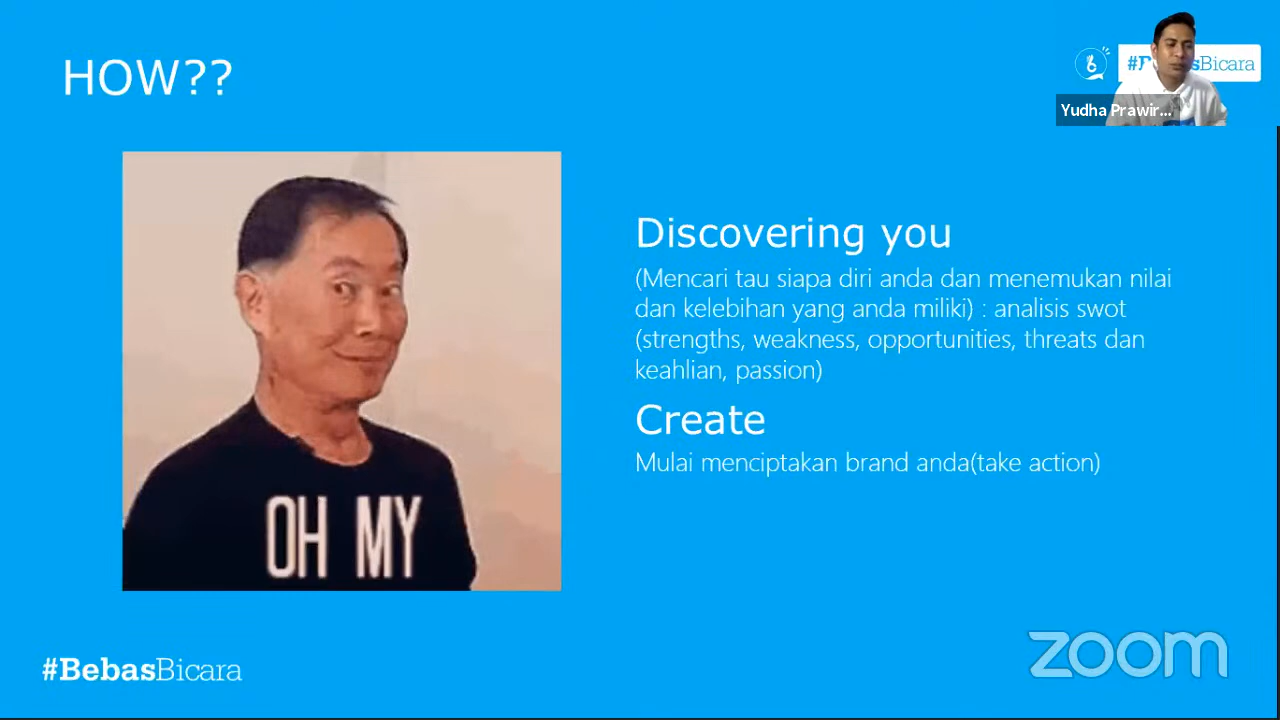 HOW??
Yudha Prawir...
OH MY
Discovering you
(Mencari tau siapa diri anda dan menemukan nilai
dan kelebihan yang anda miliki) : analisis swot
(strengths, weakness, opportunities, threats dan
keahlian, passion)
Create
Mulai menciptakan brand anda(take action)
#BebasBicara
zoom